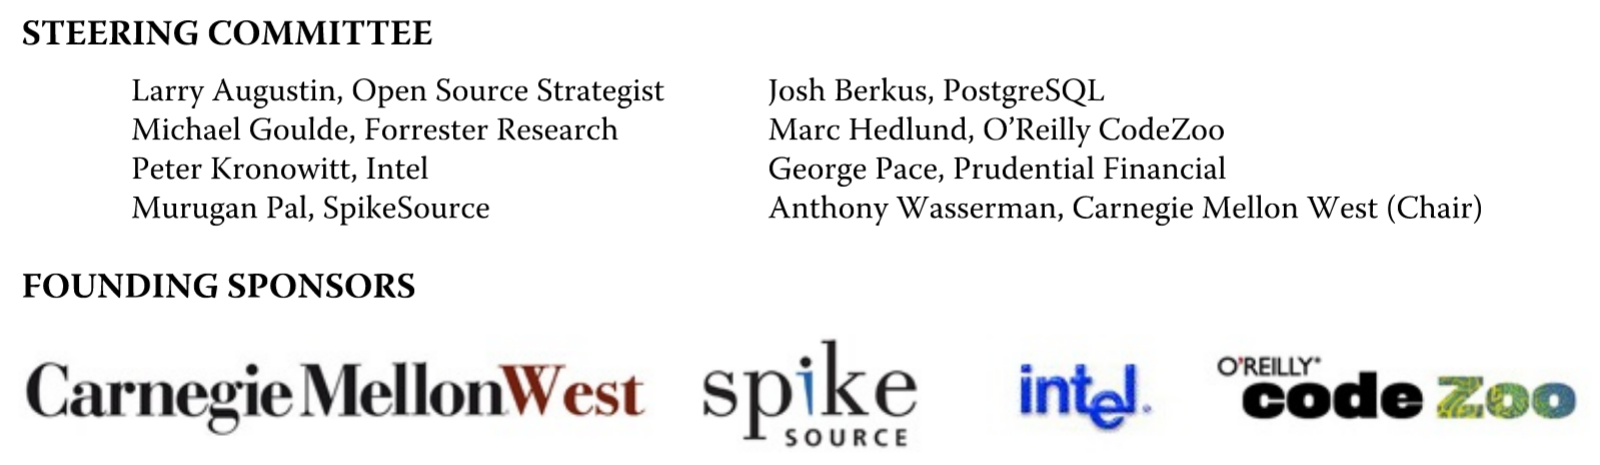 STEERING COMMITTEE
Larry Augustin, Open Source Strategist
Michael Goulde, Forrester Research
Peter Kronowitt, Intel
Murugan Pal, SpikeSource
Josh Berkus, PostgreSQL
Marc Hedlund, O'Reilly CodeZoo
George Pace, Prudential Financial
Anthony Wasserman, Carnegie Mellon West (Chair)
FOUNDING SPONSORS
Carnegie MellonWest
spike
SOURCE
intel.
O'REILLY
code Zoo